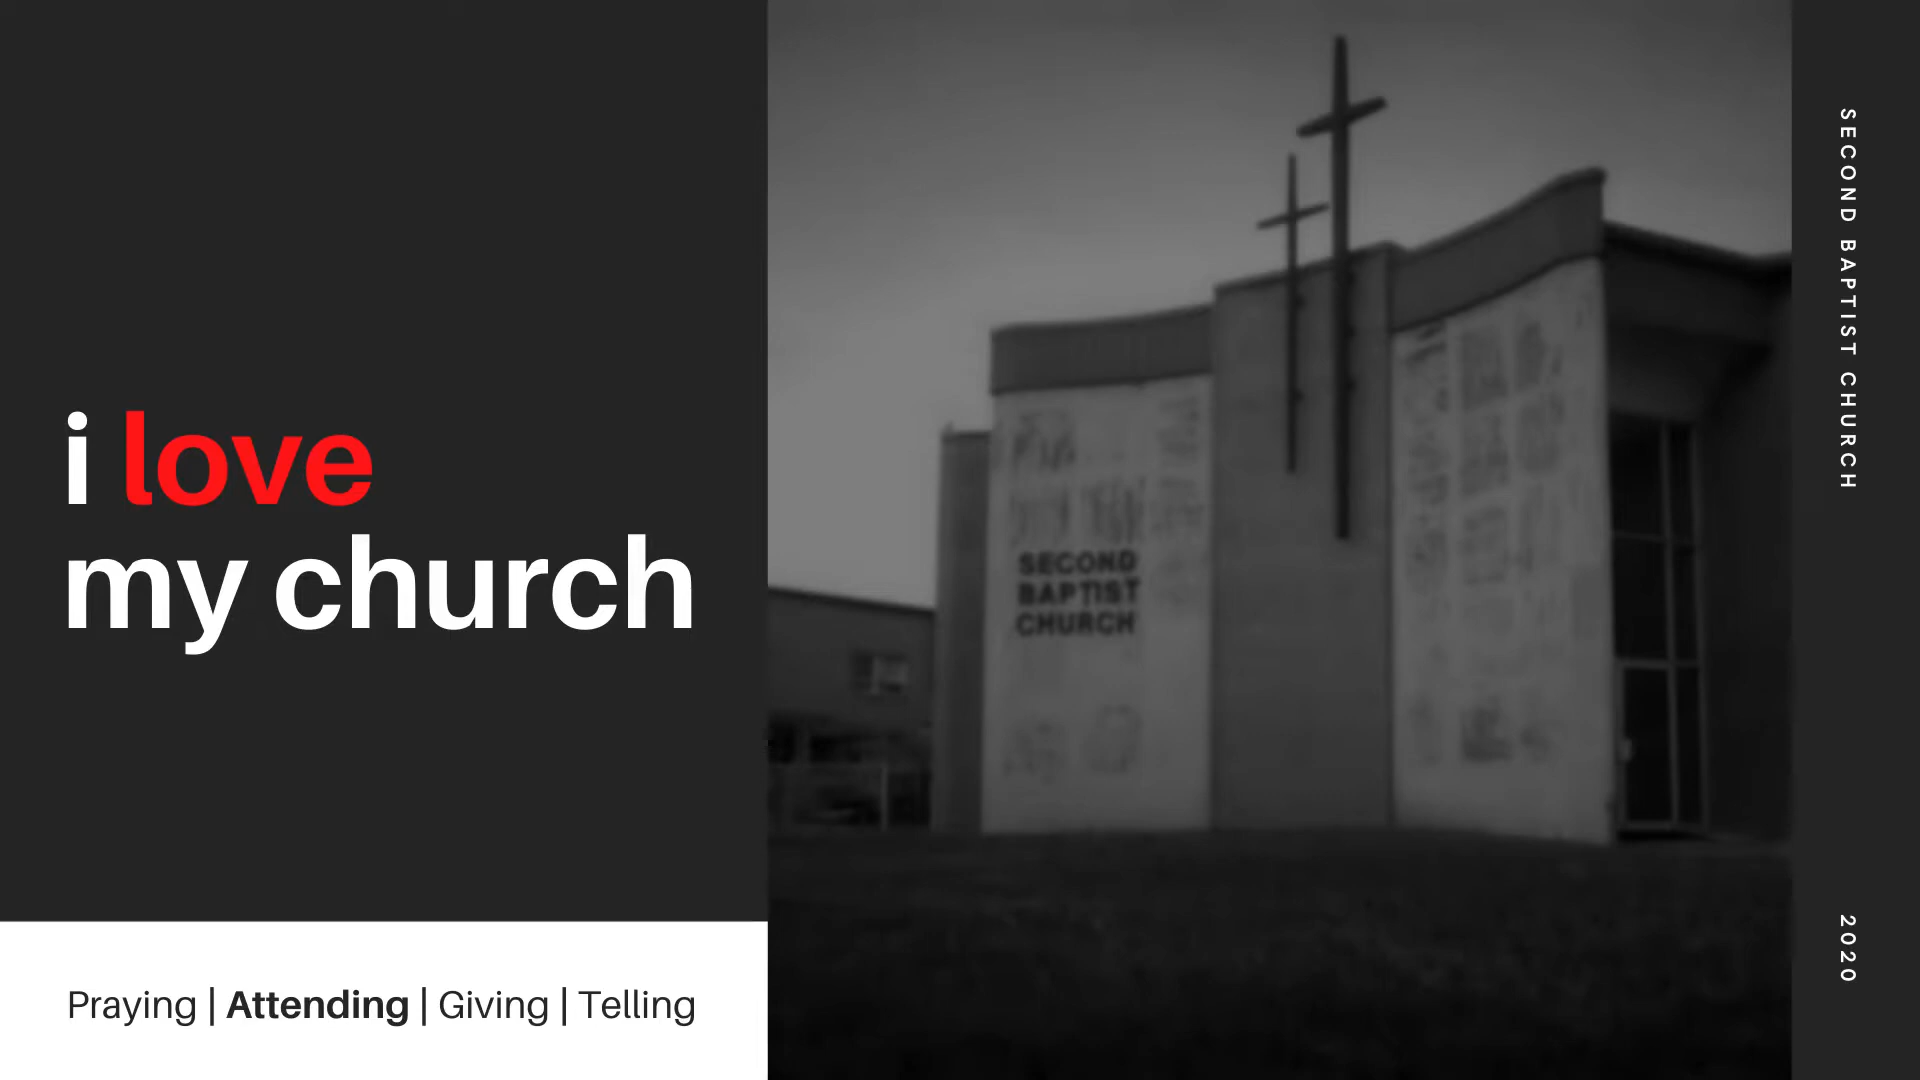 i love
my church
Praying | Attending | Giving | Telling
SECOND
BAPTIST
CHURCH
SECOND BAPTIST CHURCH
2020